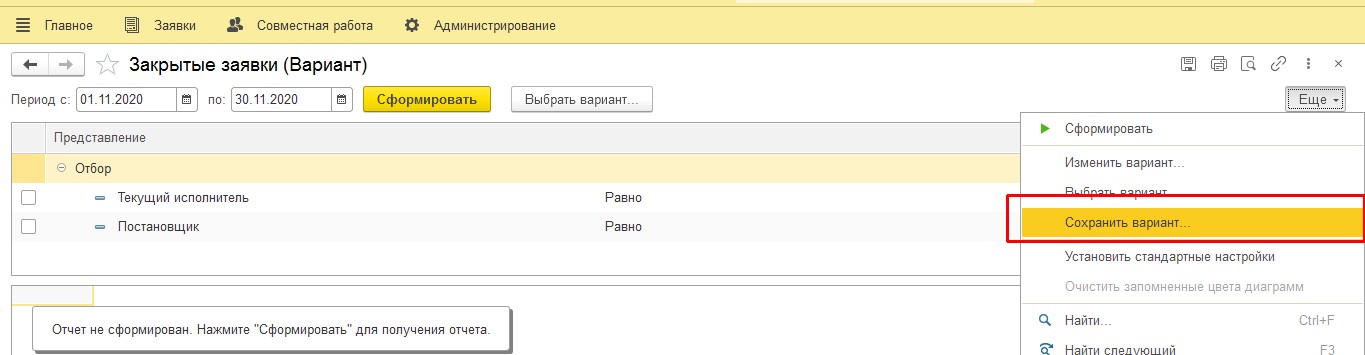 Главное Заявки Совместная работа Администрирование
Закрытые заявки (Вариант)
Период с: 01.11.2020 по: 30.11.2020 Сформировать Выбрать вариант... Еще
Представление
Отбор
Текущий исполнитель Равно
Постановщик Равно
Отчет не сформирован. Нажмите "Сформировать" для получения отчета.
Сформировать
Изменить вариант...
Выбрать вариант...
Сохранить вариант...
Установить стандартные настройки
Очистить запомненные цвета диаграмм
Найти... Ctrl+F
Найти следующий F3